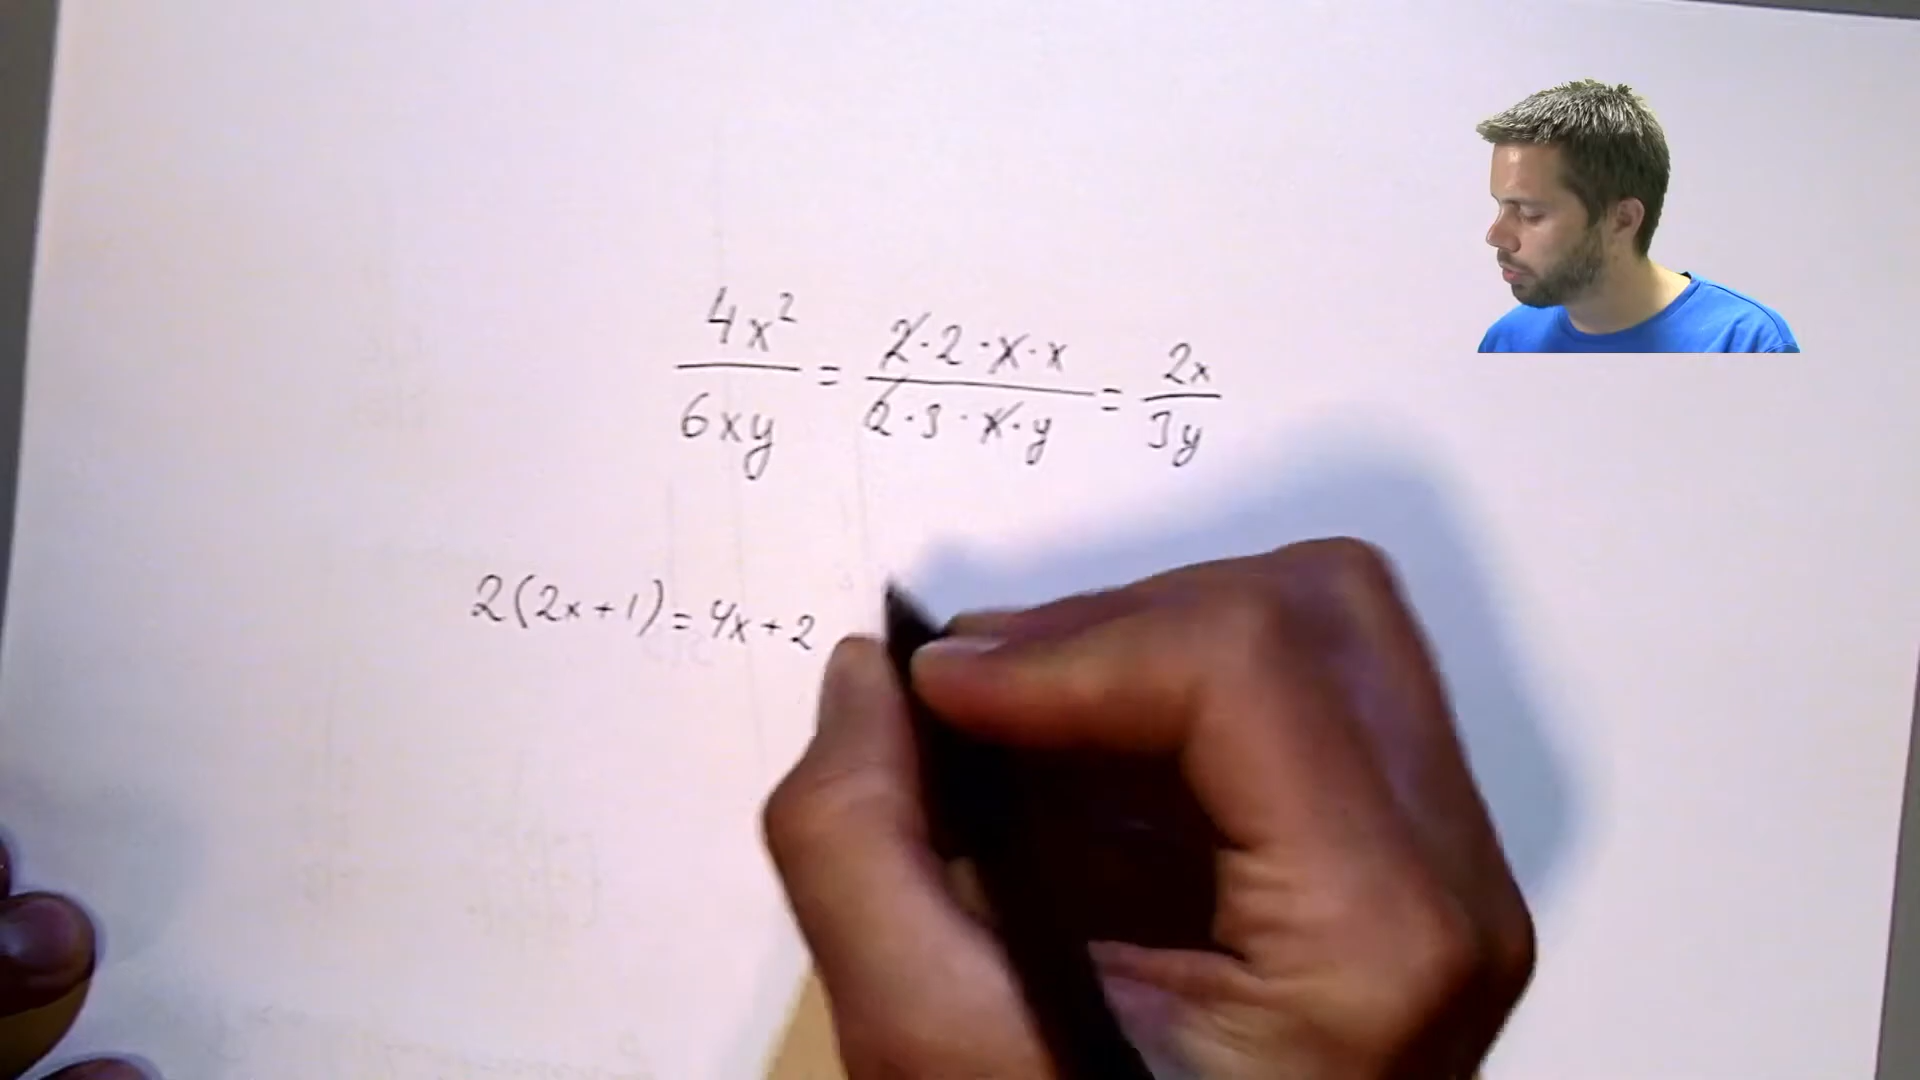 4x² / 6xy = 2·2·x·x / 2·3·x·y = 2x / 3y
2(2x+1) = 4x+2